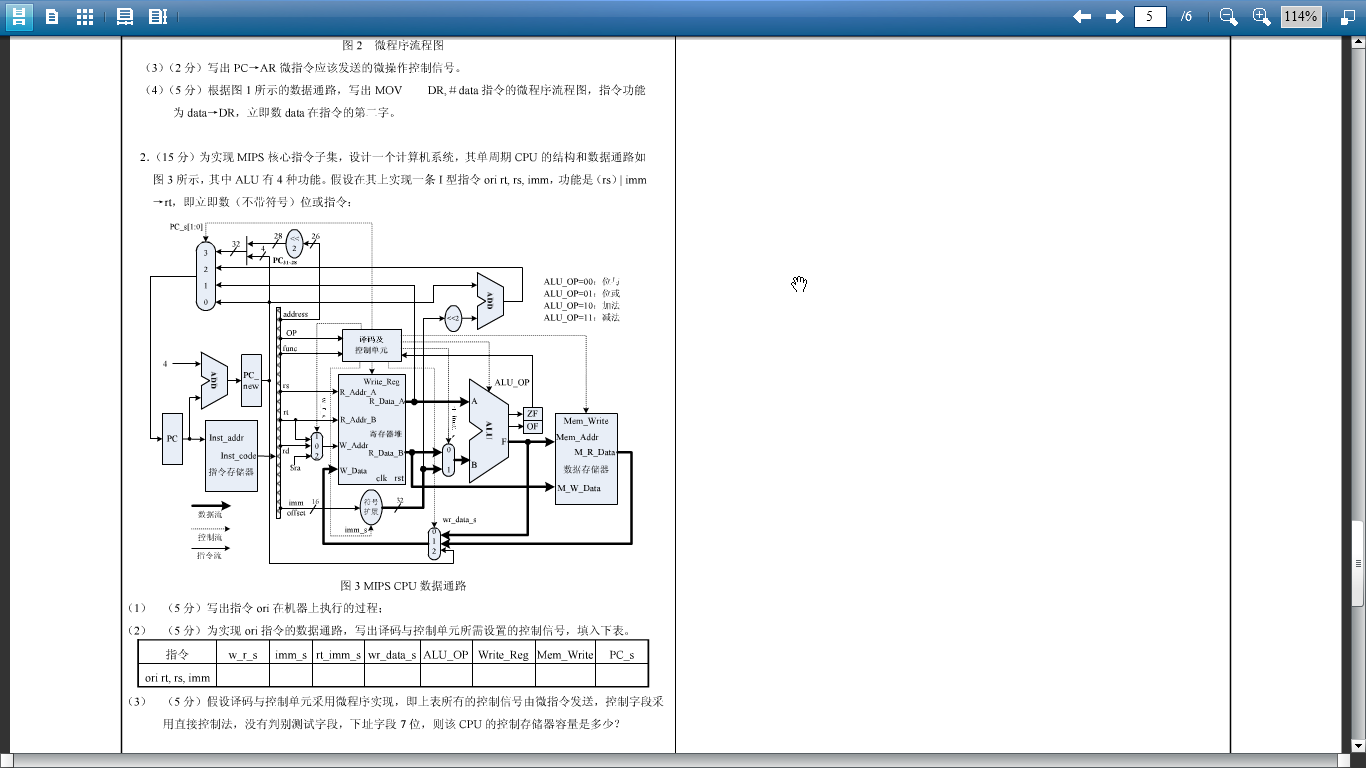 5
/6
114%
图 2 微程序流程图
（3）（2 分）写出 PC→AR 微指令应该发送的微操作控制信号。
（4）（5 分）根据图 1 所示的数据通路，写出 MOV DR,＃data 指令的微程序流程图，指令功能
为 data→DR，立即数 data 在指令的第二字。
2.（15 分）为实现 MIPS 核心指令子集，设计一个计算机系统，其单周期 CPU 的结构和数据通路如
图 3 所示，其中 ALU 有 4 种功能。假设在其上实现一条 I 型指令 ori rt, rs, imm，功能是（rs）| imm
→rt，即立即数（不带符号）位或指令：
PC_s[1:0]
32
28
<<
2
26
4
3
2
1
0
ADD
ALU_OP=00：位与
ALU_OP=01：位或
ALU_OP=10：加法
ALU_OP=11：减法
<<2
address
OP
func
译码及
控制单元
4
ADD
PC_
new
rs
rt
rd
Write_Reg
R_Addr_A
R_Data_A
R_Addr_B
寄存器堆
W_Addr
R_Data_B
W_Data
clk rst
1
0
2
ALU_OP
A
ALU
F
B
0
1
ZF
OF
Mem_Write
Mem_Addr
M_R_Data
数据存储器
M_W_Data
PC
Inst_addr
Inst_code
指令存储器
imm
offset
16
符号
扩展
32
imm_s
wr_data_s
0
1
2
数据流
控制流
指令流
图 3 MIPS CPU 数据通路
（1） （5 分）写出指令 ori 在机器上执行的过程；
（2） （5 分）为实现 ori 指令的数据通路，写出译码与控制单元所需设置的控制信号，填入下表。
指令 w_r_s imm_s rt_imm_s wr_data_s ALU_OP Write_Reg Mem_Write PC_s
ori rt, rs, imm
（3） （5 分）假设译码与控制单元采用微程序实现，即上表所有的控制信号由微指令发送，控制字段采
用直接控制法，没有判别测试字段，下址字段 7 位，则该 CPU 的控制存储器容量是多少？